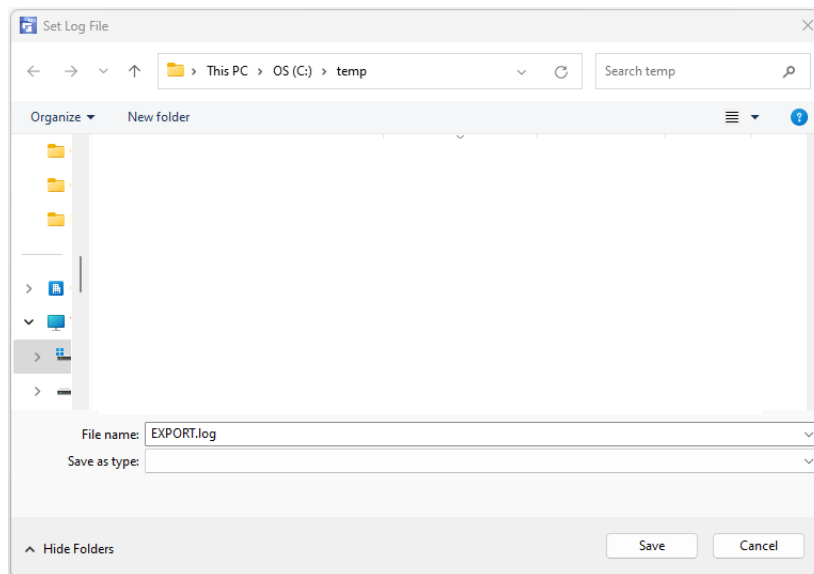 Set Log File
This PC > OS (C:) > temp
Search temp
Organize
New folder
File name: EXPORT.log
Save as type:
Hide Folders
Save
Cancel